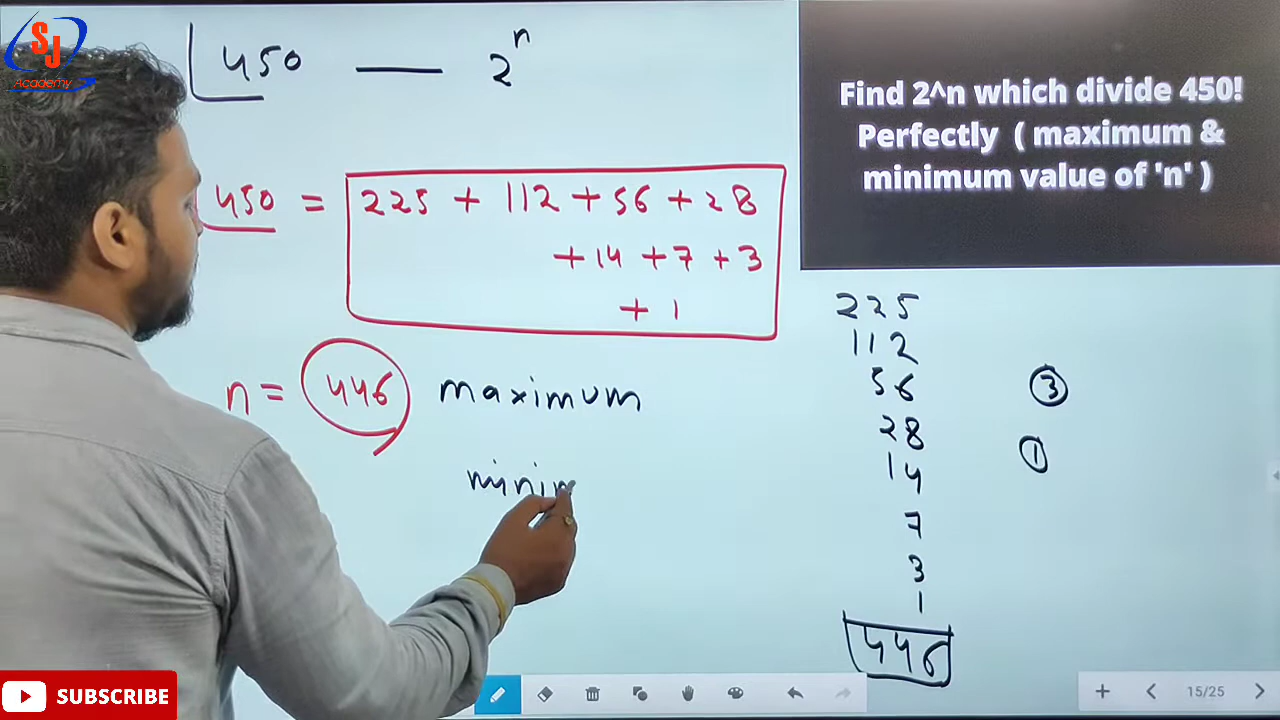 SJ
Academy
450 — 2^n
Find 2^n which divide 450!
Perfectly ( maximum &
minimum value of 'n' )
450 = 225 + 112 + 56 + 28
+ 14 + 7 + 3
+ 1
n = 446 maximum
minim
225
112
56
28
14
7
3
1
446
3
1
SUBSCRIBE
15/25